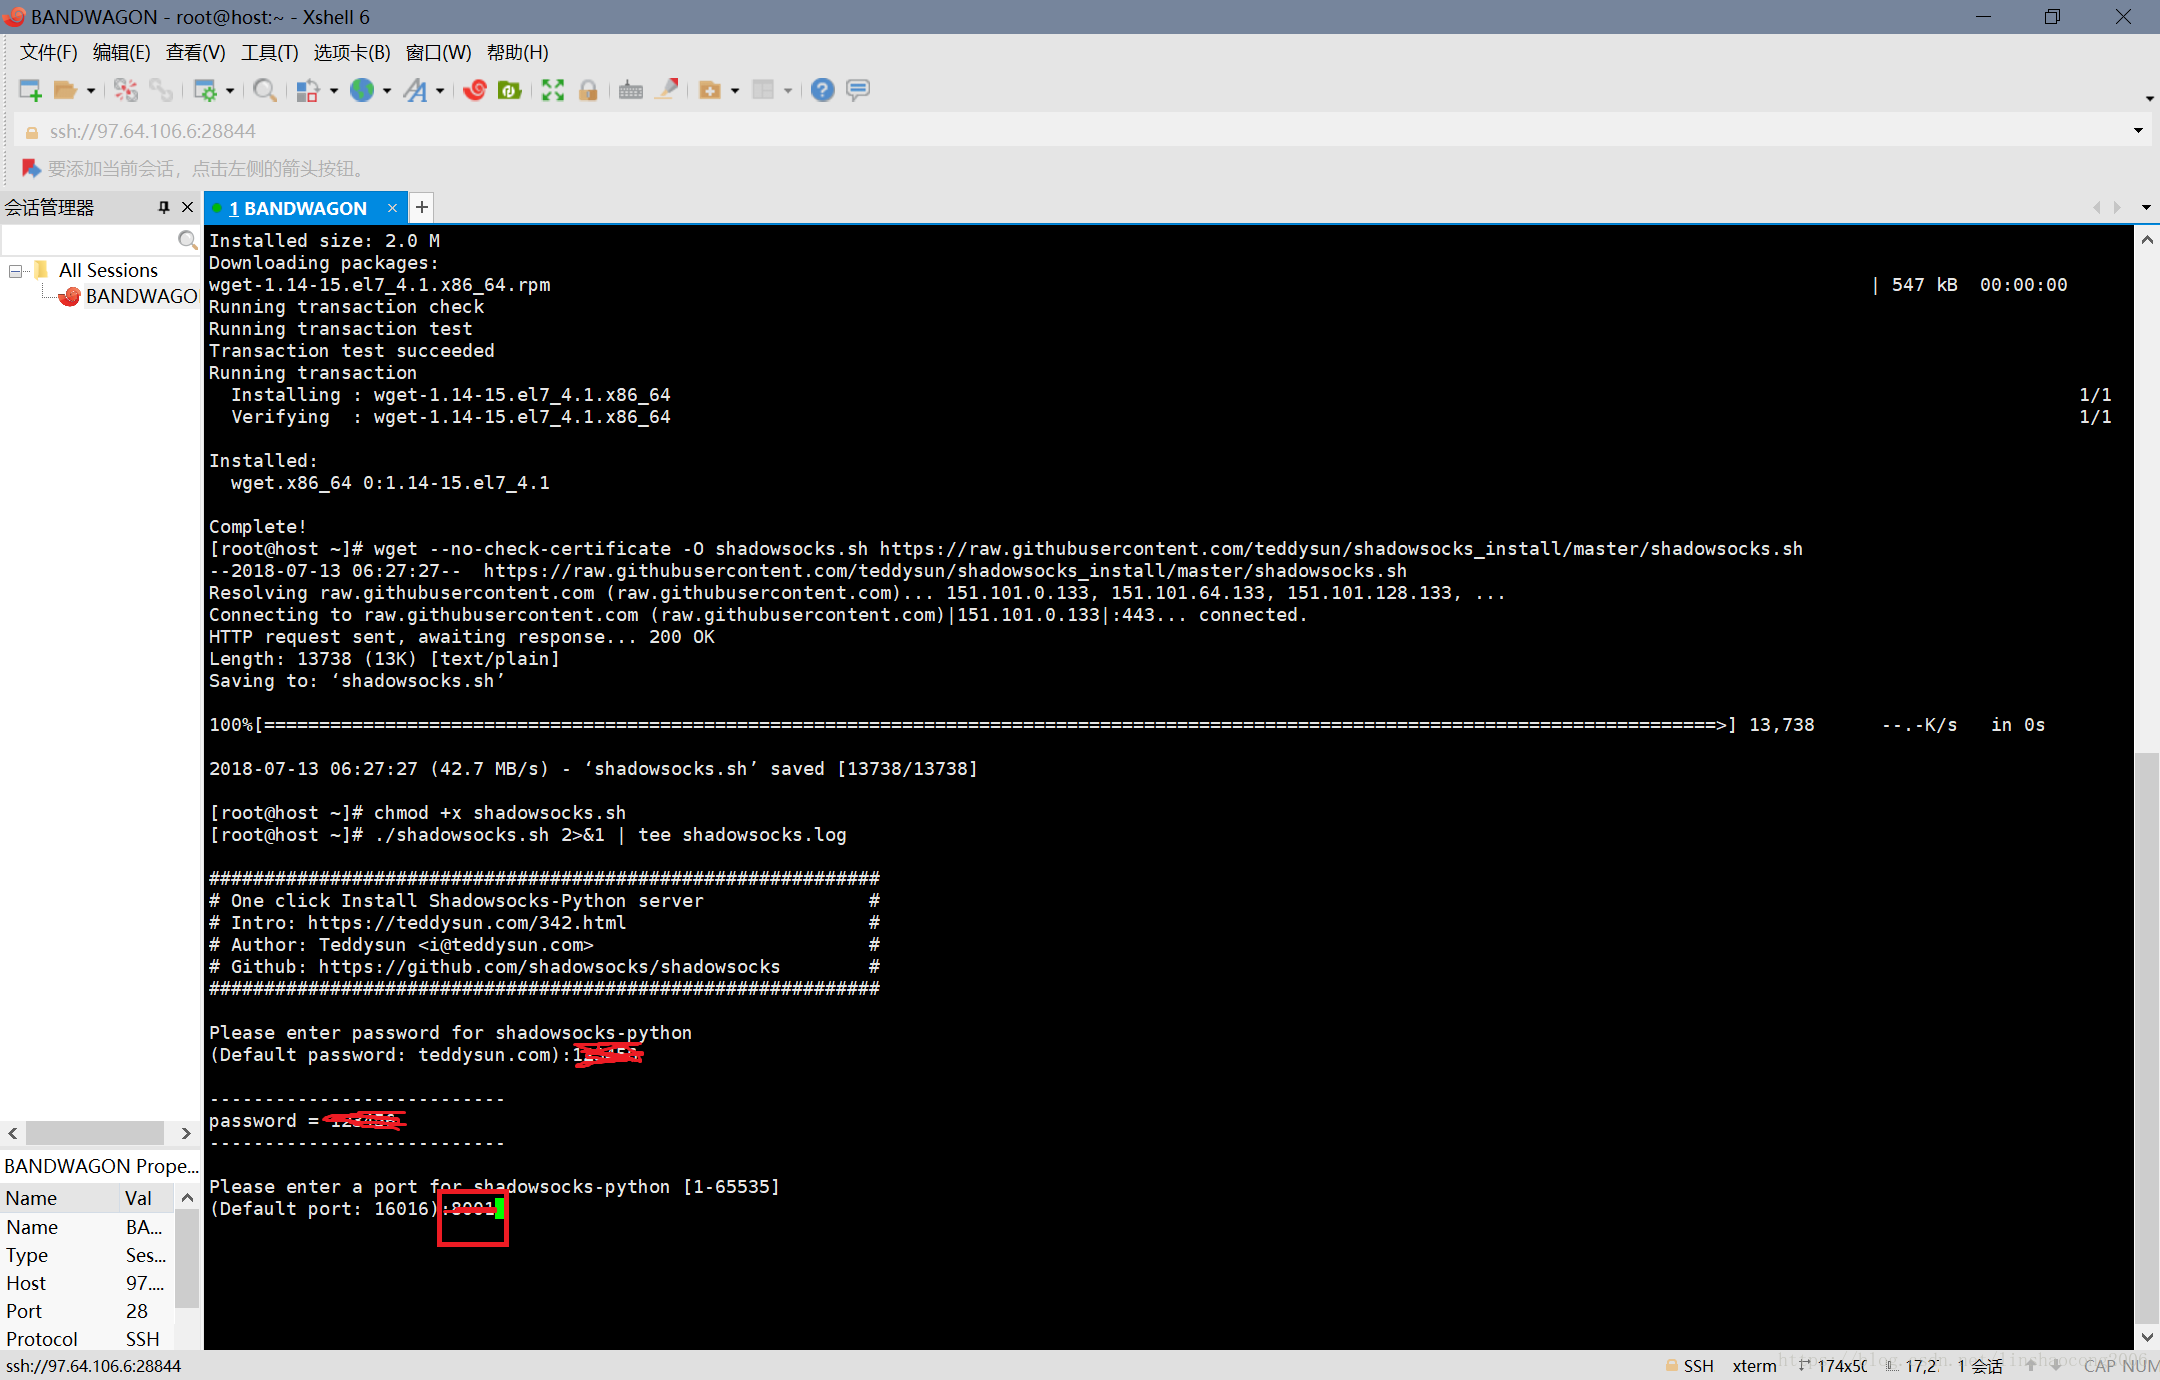 BANDWAGON - root@host:~ - Xshell 6
文件(F) 编辑(E) 查看(V) 工具(T) 选项卡(B) 窗口(W) 帮助(H)
ssh://97.64.106.6:28844
要添加当前会话，点击左侧的箭头按钮。
会话管理器
1 BANDWAGON
All Sessions
BANDWAGO
Installed size: 2.0 M
Downloading packages:
wget-1.14-15.el7_4.1.x86_64.rpm | 547 kB 00:00:00
Running transaction check
Running transaction test
Transaction test succeeded
Running transaction
Installing : wget-1.14-15.el7_4.1.x86_64 1/1
Verifying : wget-1.14-15.el7_4.1.x86_64 1/1
Installed:
wget.x86_64 0:1.14-15.el7_4.1
Complete!
[root@host ~]# wget --no-check-certificate -O shadowsocks.sh https://raw.githubusercontent.com/teddysun/shadowsocks_install/master/shadowsocks.sh
--2018-07-13 06:27:27-- https://raw.githubusercontent.com/teddysun/shadowsocks_install/master/shadowsocks.sh
Resolving raw.githubusercontent.com (raw.githubusercontent.com)... 151.101.0.133, 151.101.64.133, 151.101.128.133, ...
Connecting to raw.githubusercontent.com (raw.githubusercontent.com)|151.101.0.133|:443... connected.
HTTP request sent, awaiting response... 200 OK
Length: 13738 (13K) [text/plain]
Saving to: ‘shadowsocks.sh’
100%[====================================================================================================================================>] 13,738 --.-K/s in 0s
2018-07-13 06:27:27 (42.7 MB/s) - ‘shadowsocks.sh’ saved [13738/13738]
[root@host ~]# chmod +x shadowsocks.sh
[root@host ~]# ./shadowsocks.sh 2>&1 | tee shadowsocks.log
#############################################################
# One click Install Shadowsocks-Python server #
# Intro: https://teddysun.com/342.html #
# Author: Teddysun <i@teddysun.com> #
# Github: https://github.com/shadowsocks/shadowsocks #
#############################################################
Please enter password for shadowsocks-python
(Default password: teddysun.com):
---------------------------
password =
---------------------------
Please enter a port for shadowsocks-python [1-65535]
(Default port: 16016):
BANDWAGON Prope...
Name Val
Name BA...
Type Ses...
Host 97....
Port 28
Protocol SSH
ssh://97.64.106.6:28844
SSH xterm 174x50 17,2 1 会话 CAP NUM